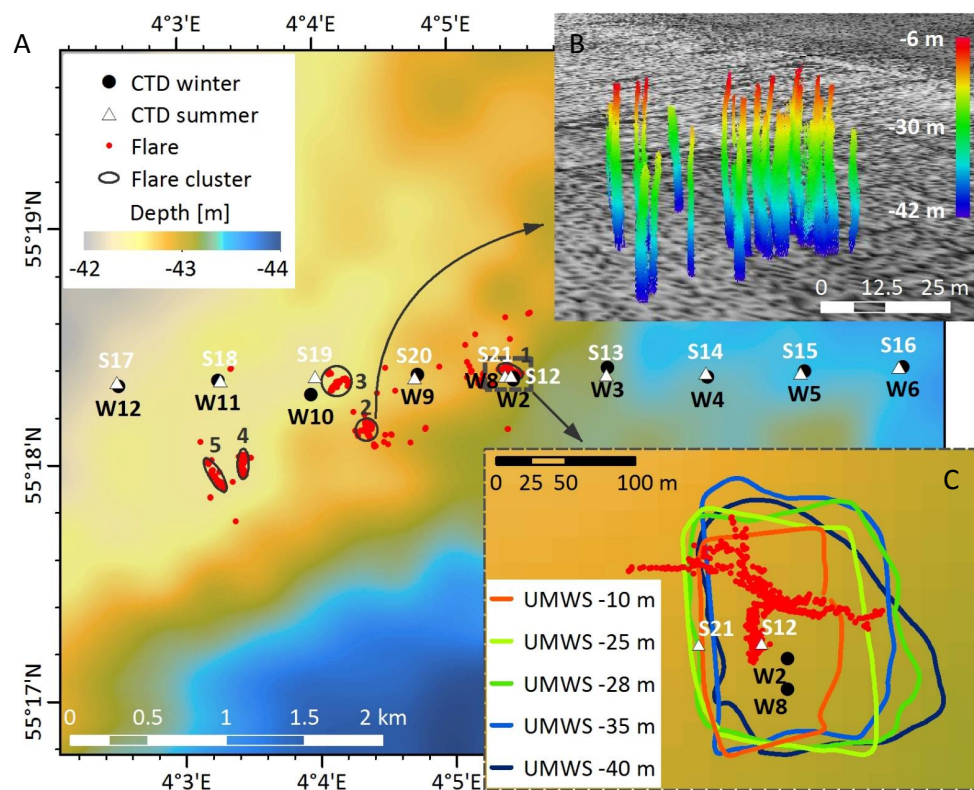 A
4°3'E
4°4'E
4°5'E
CTD winter
CTD summer
Flare
Flare cluster
Depth [m]
-42
-43
-44
B
-6 m
-30 m
-42 m
0
12.5
25 m
55°19'N
55°18'N
55°1'N
S17
S18
S19
S20
S21
1
S12
S13
S14
S15
S16
W12
W11
W10
3
W9
W8
W2
W3
W4
W5
W6
2
5
4
0
0.5
1
2 km
4°3'E
4°4'E
4°5'E
0
25
50
100 m
C
UMWS -10 m
UMWS -25 m
UMWS -28 m
UMWS -35 m
UMWS -40 m
S21
S12
W2
W8